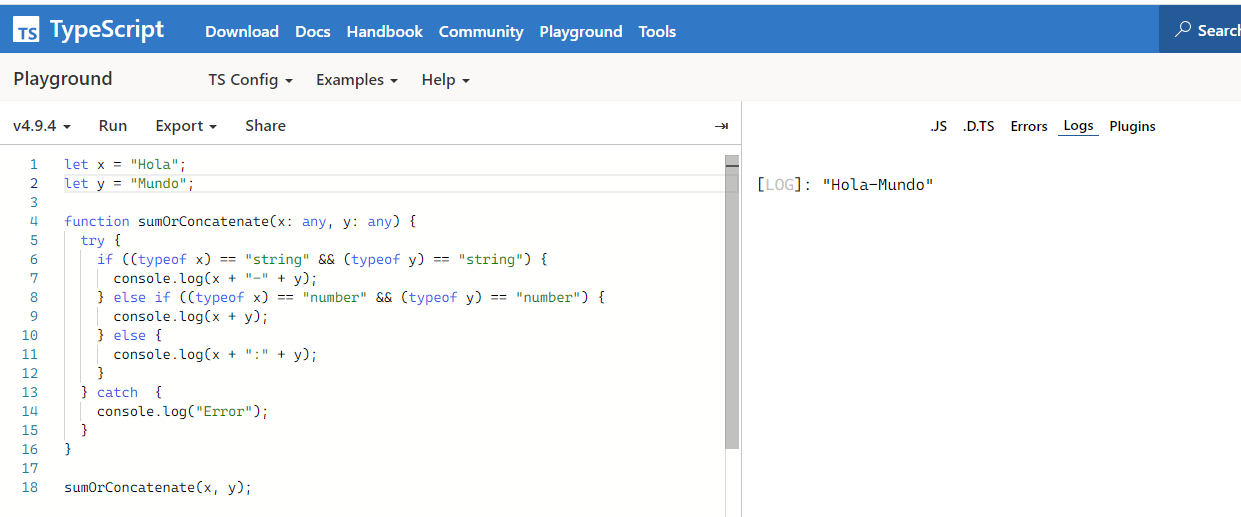 TS TypeScript Download Docs Handbook Community Playground Tools Search
Playground TS Config Examples Help
v4.9.4 Run Export Share .JS .D.TS Errors Logs Plugins
1 let x = "Hola";
2 let y = "Mundo";
3
4 function sumOrConcatenate(x: any, y: any) {
5 try {
6 if ((typeof x) == "string" && (typeof y) == "string") {
7 console.log(x + "-" + y);
8 } else if ((typeof x) == "number" && (typeof y) == "number") {
9 console.log(x + y);
10 } else {
11 console.log(x + ":" + y);
12 }
13 } catch  {
14 console.log("Error");
15 }
16 }
17
18 sumOrConcatenate(x, y);
[LOG]: "Hola-Mundo"